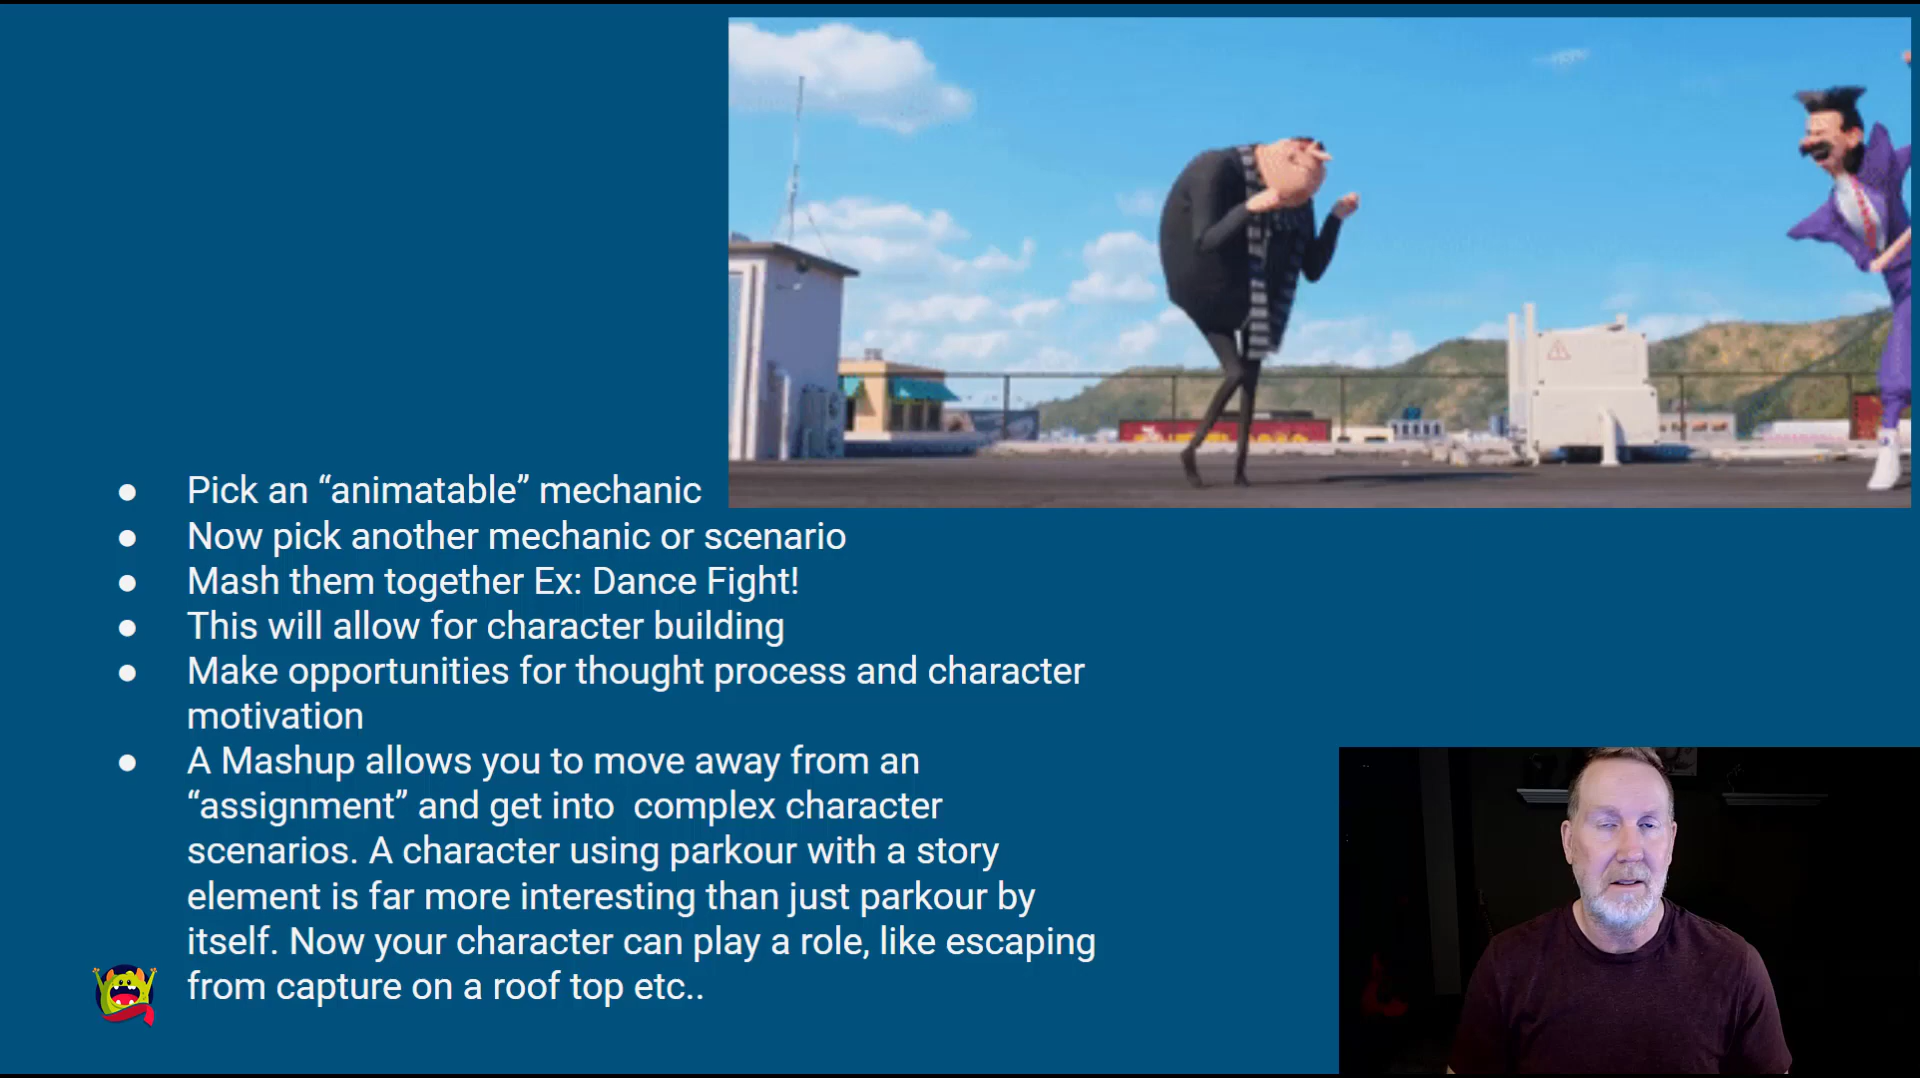 ● Pick an “animatable” mechanic
● Now pick another mechanic or scenario
● Mash them together Ex: Dance Fight!
● This will allow for character building
● Make opportunities for thought process and character
motivation
● A Mashup allows you to move away from an
“assignment” and get into  complex character
scenarios. A character using parkour with a story
element is far more interesting than just parkour by
itself. Now your character can play a role, like escaping
from capture on a roof top etc..